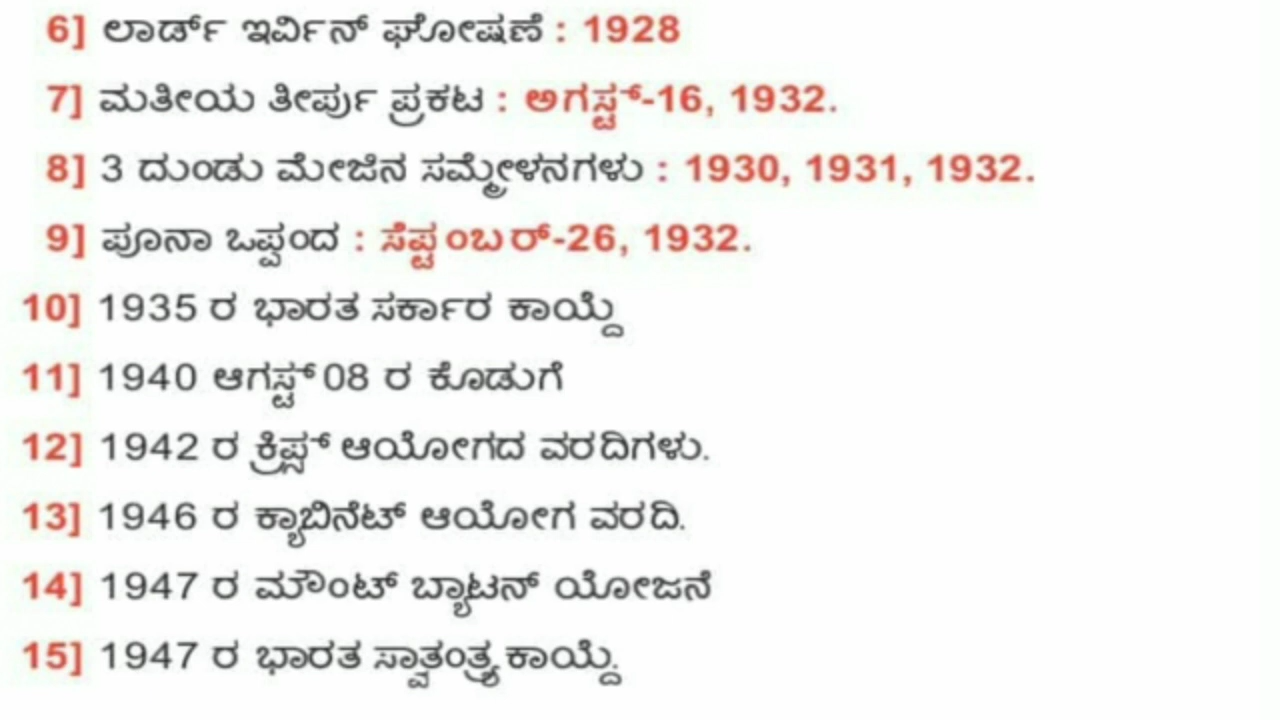 6] ಲಾರ್ಡ್ ಇರ್ವಿನ್ ಘೋಷಣೆ : 1928
7] ಮತೀಯ ತೀರ್ಪು ಪ್ರಕಟ : ಅಗಸ್ಟ್-16, 1932.
8] 3 ದುಂಡು ಮೇಜಿನ ಸಮ್ಮೇಳನಗಳು : 1930, 1931, 1932.
9] ಪೂನಾ ಒಪ್ಪಂದ : ಸೆಪ್ಟಂಬರ್-26, 1932.
10] 1935 ರ ಭಾರತ ಸರ್ಕಾರ ಕಾಯ್ದೆ
11] 1940 ಆಗಸ್ಟ್ 08 ರ ಕೊಡುಗೆ
12] 1942 ರ ಕ್ರಿಪ್ಸ್ ಆಯೋಗದ ವರದಿಗಳು.
13] 1946 ರ ಕ್ಯಾಬಿನೆಟ್ ಆಯೋಗ ವರದಿ.
14] 1947 ರ ಮೌಂಟ್ ಬ್ಯಾಟನ್ ಯೋಜನೆ
15] 1947 ರ ಭಾರತ ಸ್ವಾತಂತ್ರ್ಯ ಕಾಯ್ದೆ.